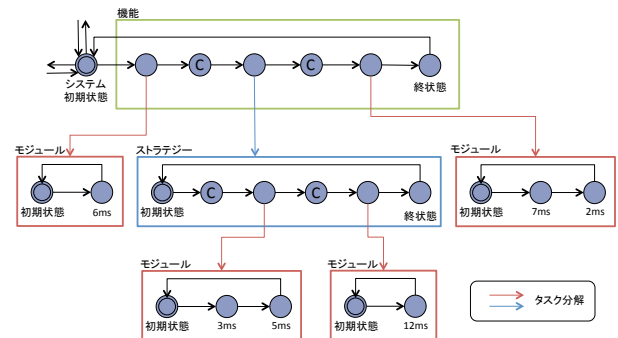 機能
C
C
システム
初期状態
終状態
モジュール
初期状態
6ms
ストラテジー
初期状態
C
C
終状態
モジュール
初期状態
7ms
2ms
モジュール
初期状態
3ms
5ms
モジュール
初期状態
12ms
タスク分解